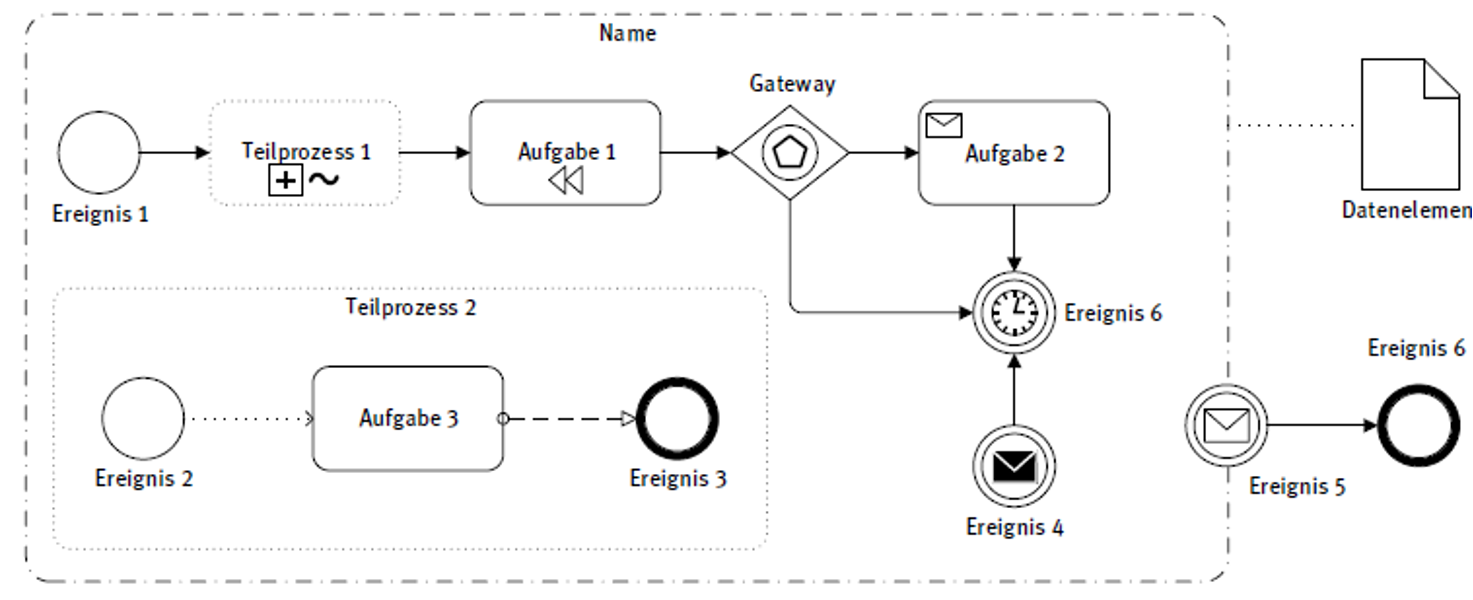 Name
Gateway
Teilprozess 1
Aufgabe 1
Aufgabe 2
Ereignis 1
Datenelemen
Teilprozess 2
Ereignis 6
Ereignis 6
Aufgabe 3
Ereignis 2
Ereignis 3
Ereignis 5
Ereignis 4